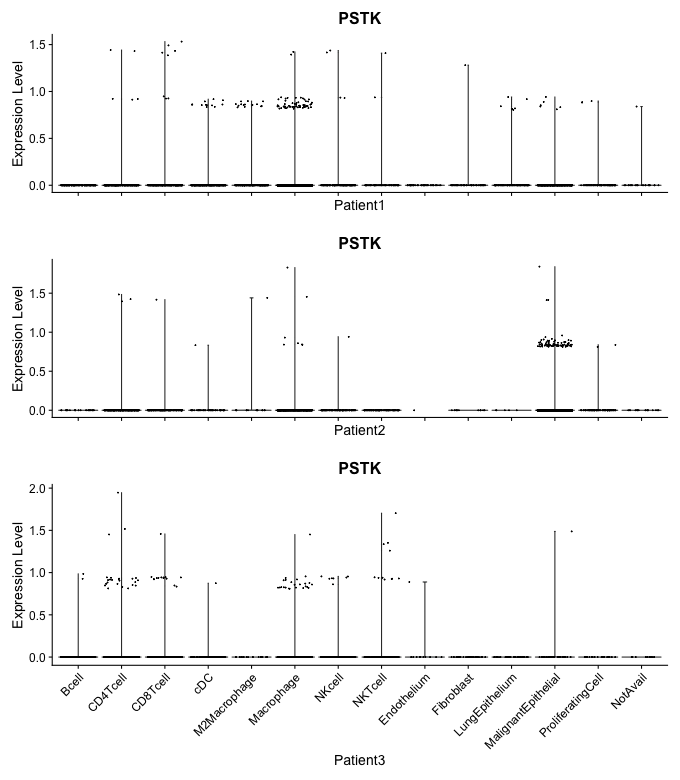 PSTK
Expression Level
1.5
1.0
0.5
0.0
Patient1
PSTK
Expression Level
1.5
1.0
0.5
0.0
Patient2
PSTK
Expression Level
2.0
1.5
1.0
0.5
0.0
Bcell
CD4Tcell
CD8Tcell
cDC
M2Macrophage
Macrophage
NKcell
NKTcell
Endothelium
Fibroblast
LungEpithelium
MalignantEpithelial
ProliferatingCell
NotAvail
Patient3